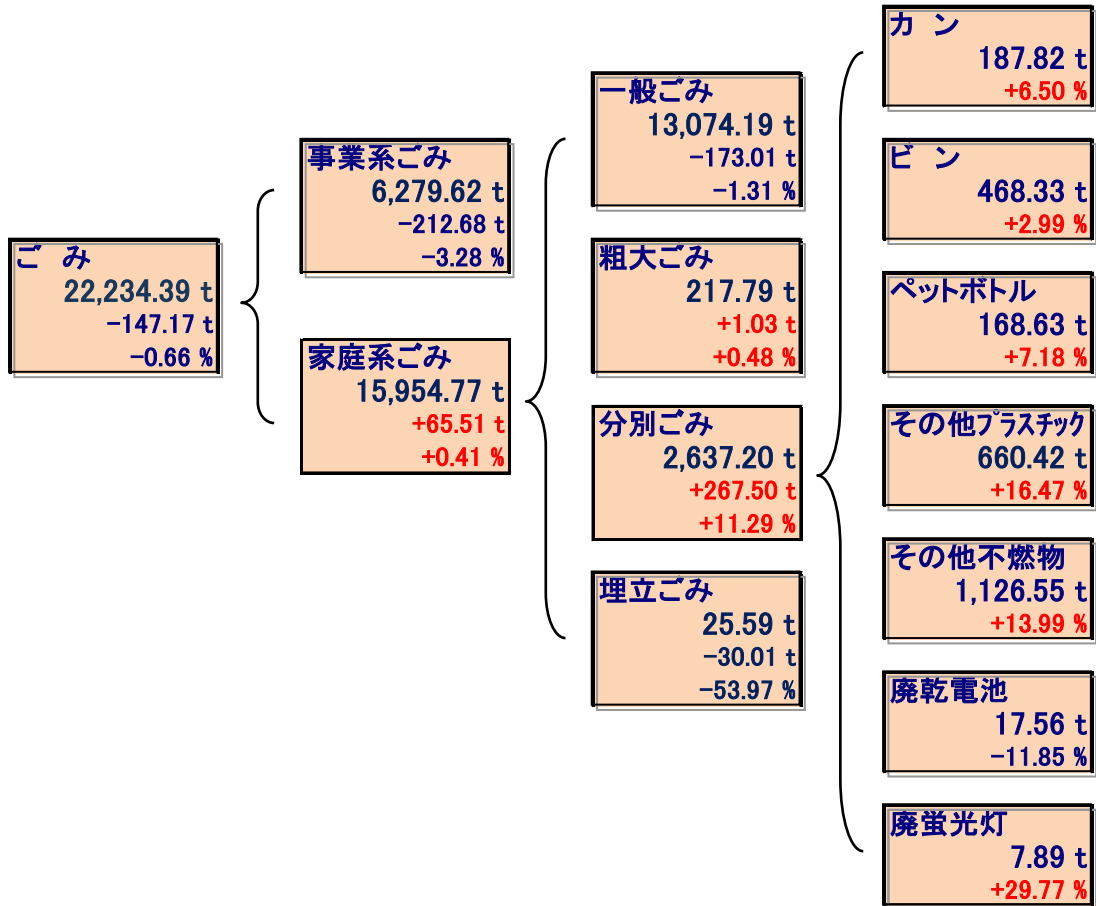 ご み
22,234.39 t
-147.17 t
-0.66 %
事業系ごみ
6,279.62 t
-212.68 t
-3.28 %
家庭系ごみ
15,954.77 t
+65.51 t
+0.41 %
一般ごみ
13,074.19 t
-173.01 t
-1.31 %
粗大ごみ
217.79 t
+1.03 t
+0.48 %
分別ごみ
2,637.20 t
+267.50 t
+11.29 %
埋立ごみ
25.59 t
-30.01 t
-53.97 %
カ ン
187.82 t
+6.50 %
ビ ン
468.33 t
+2.99 %
ペットボトル
168.63 t
+7.18 %
その他プラスチック
660.42 t
+16.47 %
その他不燃物
1,126.55 t
+13.99 %
廃乾電池
17.56 t
-11.85 %
廃蛍光灯
7.89 t
+29.77 %